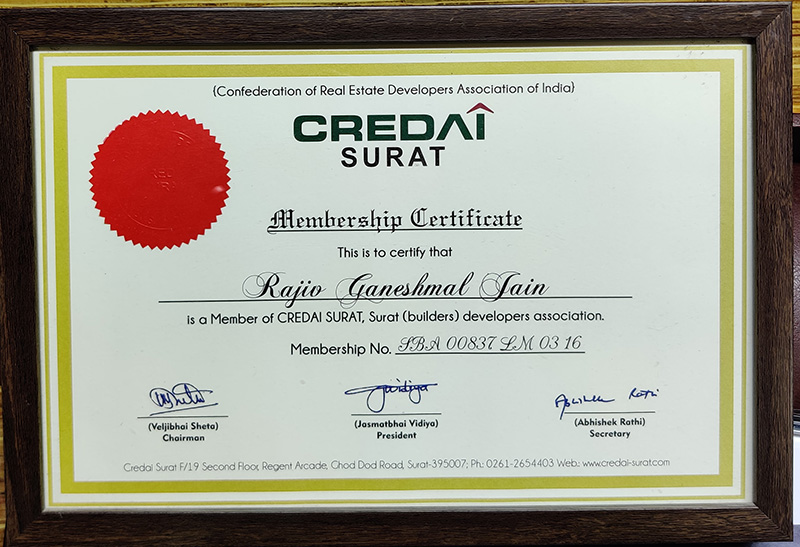 (Confederation of Real Estate Developers Association of India)
CREDAI
SURAT
Membership Certificate
This is to certify that
Rajiv Ganeshmal Jain
is a Member of CREDAI SURAT, Surat (builders) developers association.
Membership No. SBA 00837 LM 03 16
Abhishek Rathi
(Veljibhai Sheta)
Chairman
(Jasmatbhai Vidiya)
President
(Abhishek Rathi)
Secretary
Credai Surat F/19 Second Floor, Regent Arcade, Ghod Dod Road, Surat-395007; Ph.: 0261-2654403 Web.: www.credai-surat.com